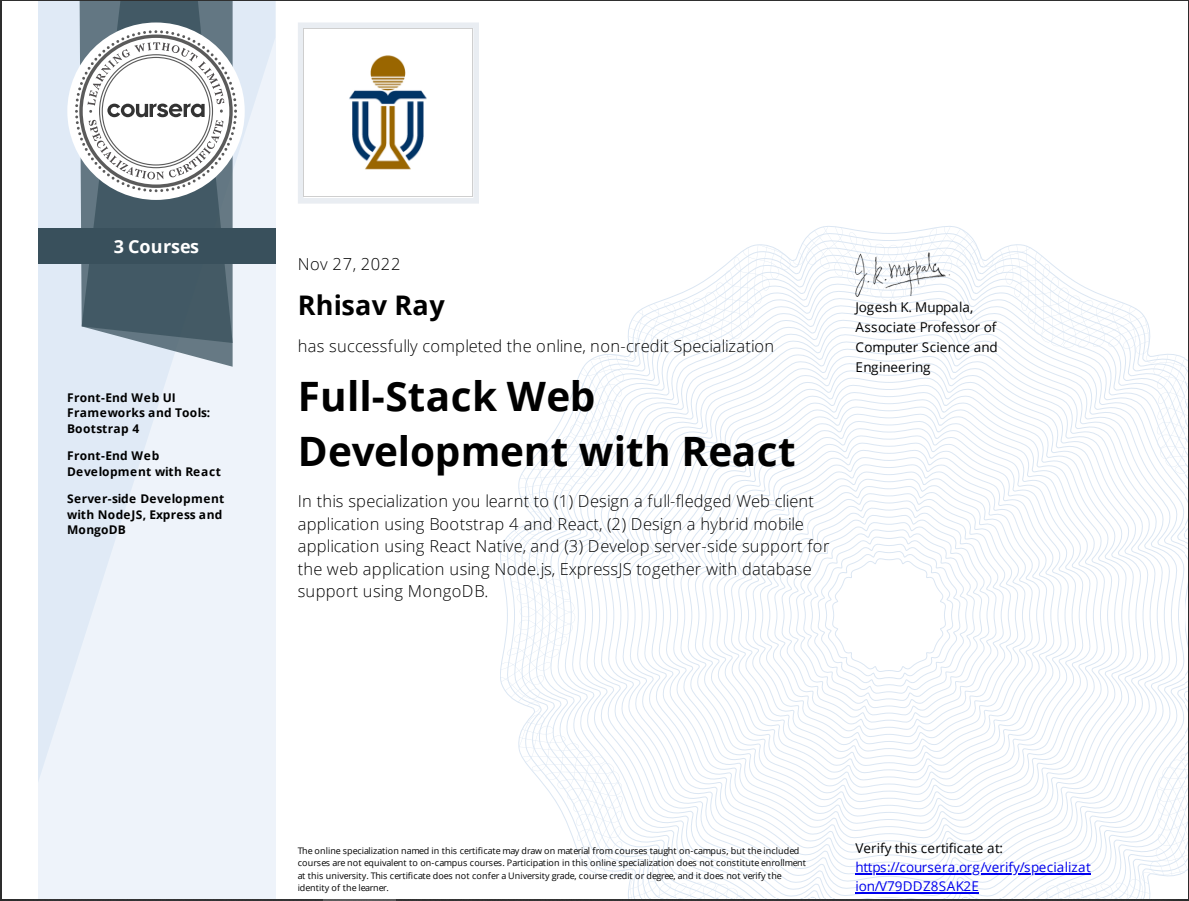 LEARNING WITHOUT LIMITS
coursera
SPECIALIZATION CERTIFICATE
3 Courses
Front-End Web UI
Frameworks and Tools:
Bootstrap 4
Front-End Web
Development with React
Server-side Development
with NodeJS, Express and
MongoDB
Nov 27, 2022
Rhisav Ray
has successfully completed the online, non-credit Specialization
Full-Stack Web
Development with React
In this specialization you learnt to (1) Design a full-fledged Web client
application using Bootstrap 4 and React, (2) Design a hybrid mobile
application using React Native, and (3) Develop server-side support for
the web application using Node.js, ExpressJS together with database
support using MongoDB.
J.K. Muppala
Jogesh K. Muppala,
Associate Professor of
Computer Science and
Engineering
The online specialization named in this certificate may draw on material from courses taught on-campus, but the included
courses are not equivalent to on-campus courses. Participation in this online specialization does not constitute enrollment
at this university. This certificate does not confer a University grade, course credit or degree, and it does not verify the
identity of the learner.
Verify this certificate at:
https://coursera.org/verify/specializat
ion/V79DDZ8SAK2E